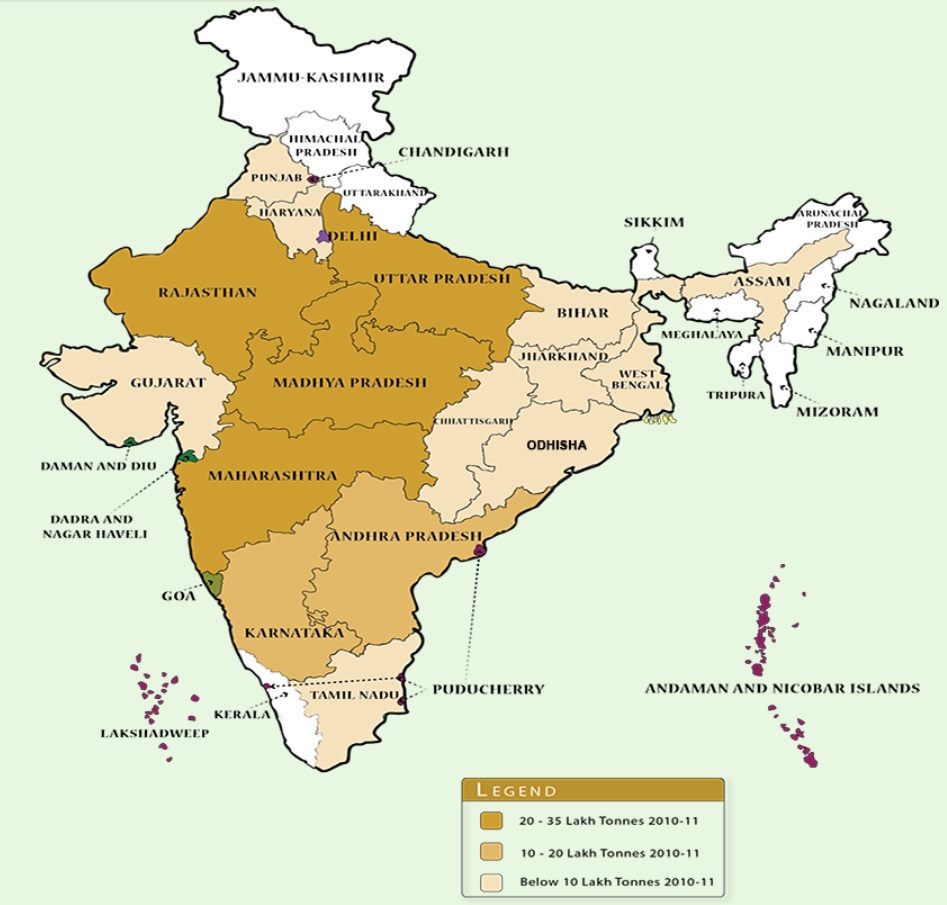 JAMMU-KASHMIR
HIMACHAL
PRADESH
CHANDIGARH
PUNJAB
UTTARAKHAND
HARYANA
DELHI
SIKKIM
ARUNACHAL
PRADESH
UTTAR PRADESH
RAJASTHAN
ASSAM
NAGALAND
BIHAR
MEGHALAYA
MANIPUR
JHARKHAND
GUJARAT
MADHYA PRADESH
WEST
BENGAL
TRIPURA
MIZORAM
CHHATTISGARH
ODHISHA
DAMAN AND DIU
MAHARASHTRA
DADRA AND
NAGAR HAVELI
ANDHRA PRADESH
GOA
KARNATAKA
PUDUCHERRY
ANDAMAN AND NICOBAR ISLANDS
TAMIL NADU
KERALA
LAKSHADWEEP
LEGEND
20 - 35 Lakh Tonnes 2010-11
10 - 20 Lakh Tonnes 2010-11
Below 10 Lakh Tonnes 2010-11